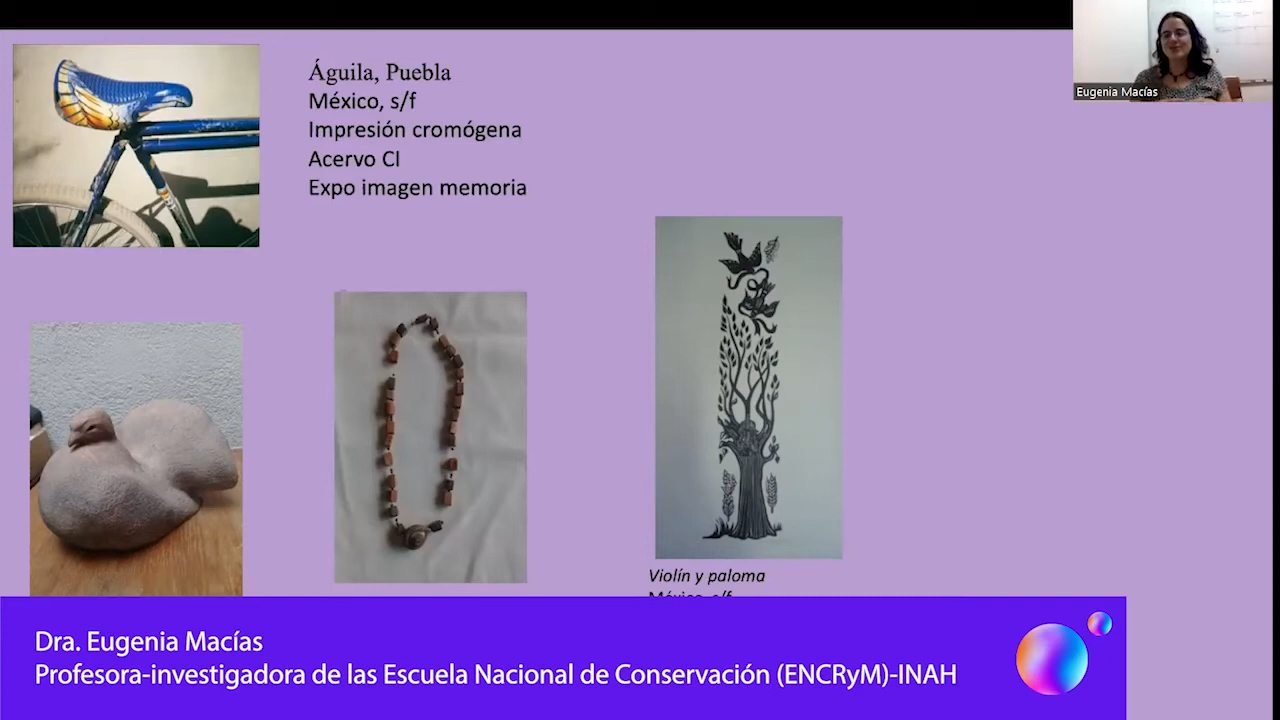 Águila, Puebla
México, s/f
Impresión cromógena
Acervo CI
Expo imagen memoria
Eugenia Macías
Violín y paloma
México, s/f
Dra. Eugenia Macías
Profesora-investigadora de las Escuela Nacional de Conservación (ENCRyM)-INAH